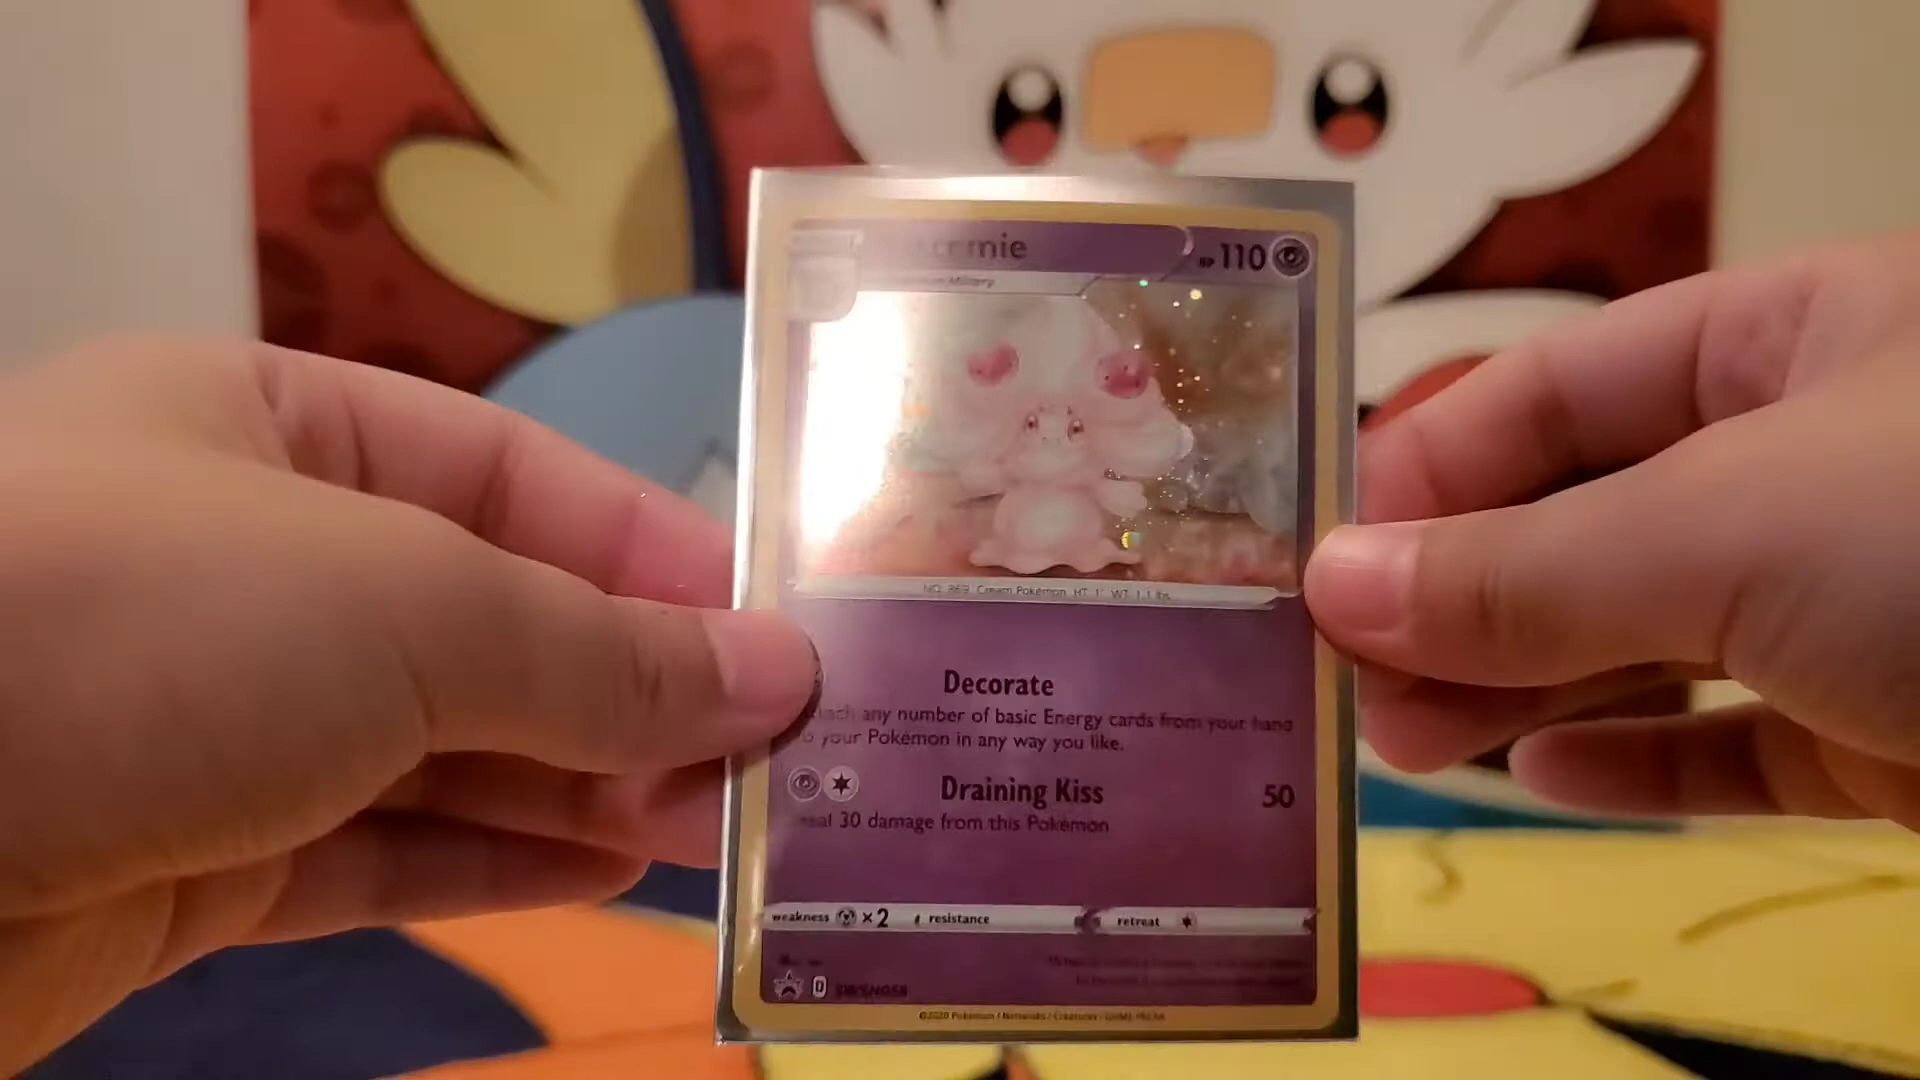 HP 110
Milcery
NO. 869 Cream Pokémon HT 1' WT 1.1 lbs
Decorate
any number of basic Energy cards from your hand
your Pokémon in any way you like.
Draining Kiss 50
30 damage from this Pokémon
weakness ×2 resistance retreat
D SWSH058
©2020 Pokémon / Nintendo / Creatures / GAME FREAK